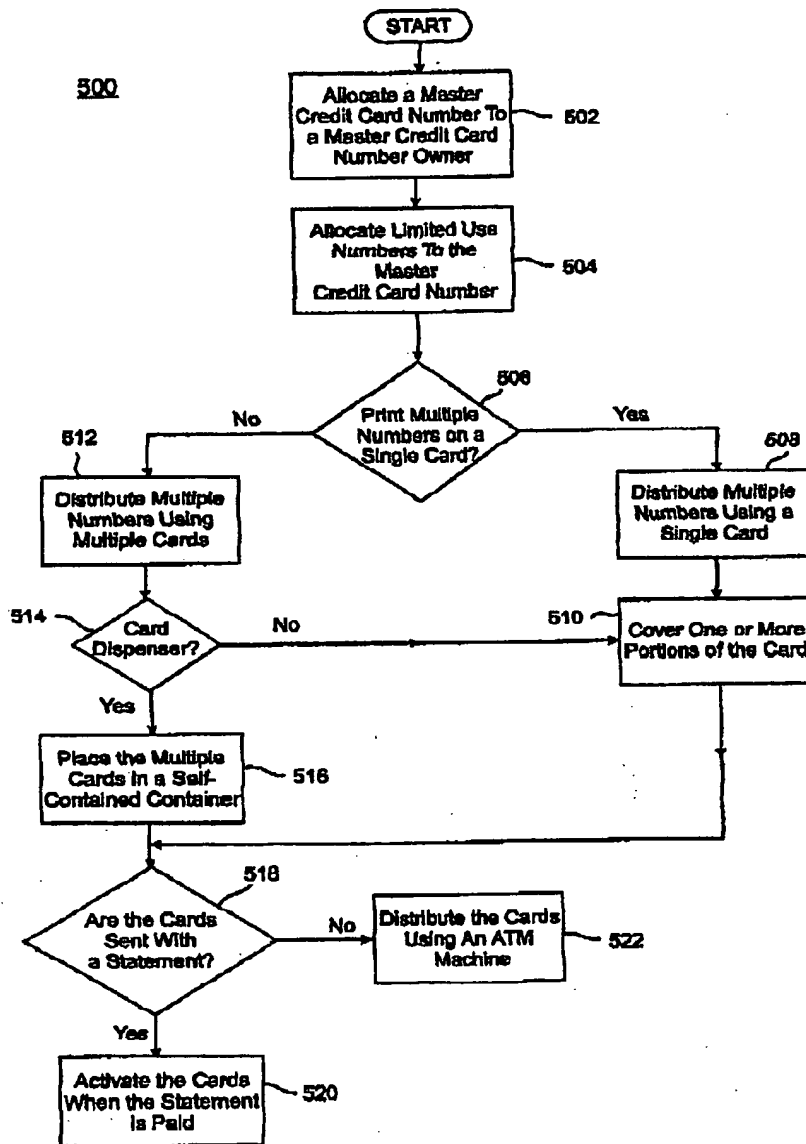 START
500
Allocate a Master
Credit Card Number To
a Master Credit Card
Number Owner
502
Allocate Limited Use
Numbers To the
Master
Credit Card Number
504
506
Print Multiple
Numbers on a
Single Card?
No
Yes
512
508
Distribute Multiple
Numbers Using
Multiple Cards
Distribute Multiple
Numbers Using a
Single Card
514
Card
Dispenser?
No
510
Cover One or More
Portions of the Card
Yes
Place the Multiple
Cards in a Self-
Contained Container
516
518
Are the Cards
Sent With
a Statement?
No
Distribute the Cards
Using An ATM
Machine
522
Yes
Activate the Cards
When the Statement
is Paid
520